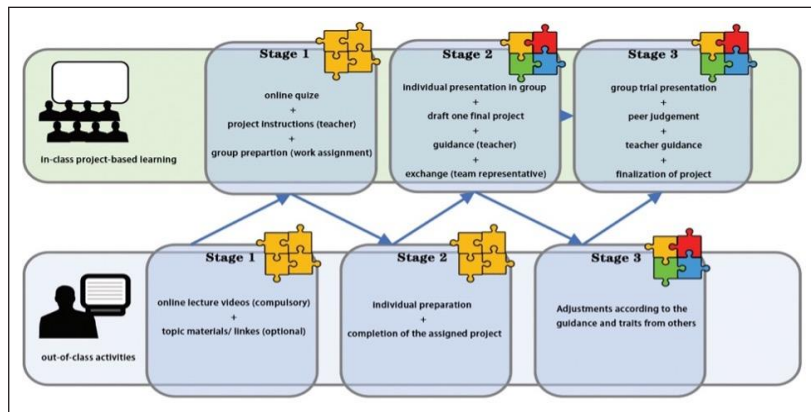 Stage 1
online quize
+
project instructions (teacher)
+
group prepartion (work assignment)
Stage 2
individual presentation in group
+
draft one final project
+
guidance (teacher)
+
exchange (team representative)
Stage 3
group trial presentation
+
peer judgement
+
teacher guidance
+
finalization of project
in-class project-based learning
Stage 1
online lecture videos (compulsory)
+
topic materials/ linkes (optional)
Stage 2
individual preparation
+
completion of the assigned project
Stage 3
Adjustments according to the
guidance and traits from others
out-of-class activities